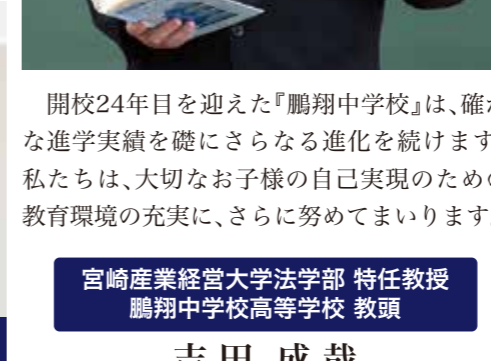 開校24年目を迎えた『鵬翔中学校』は、確か
な進学実績を礎にさらなる進化を続けます
私たちは、大切なお子様の自己実現のための
教育環境の充実に、さらに努めてまいります。
宮崎産業経営大学法学部 特任教授
鵬翔中学校高等学校 教頭
吉田 成哉